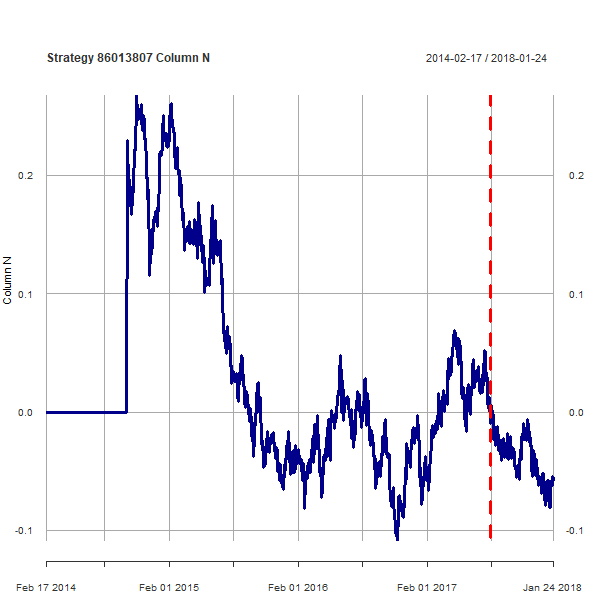 Strategy 86013807 Column N
2014-02-17 / 2018-01-24
Column N
0.2
0.2
0.1
0.1
0.0
0.0
-0.1
-0.1
Feb 17 2014
Feb 01 2015
Feb 01 2016
Feb 01 2017
Jan 24 2018